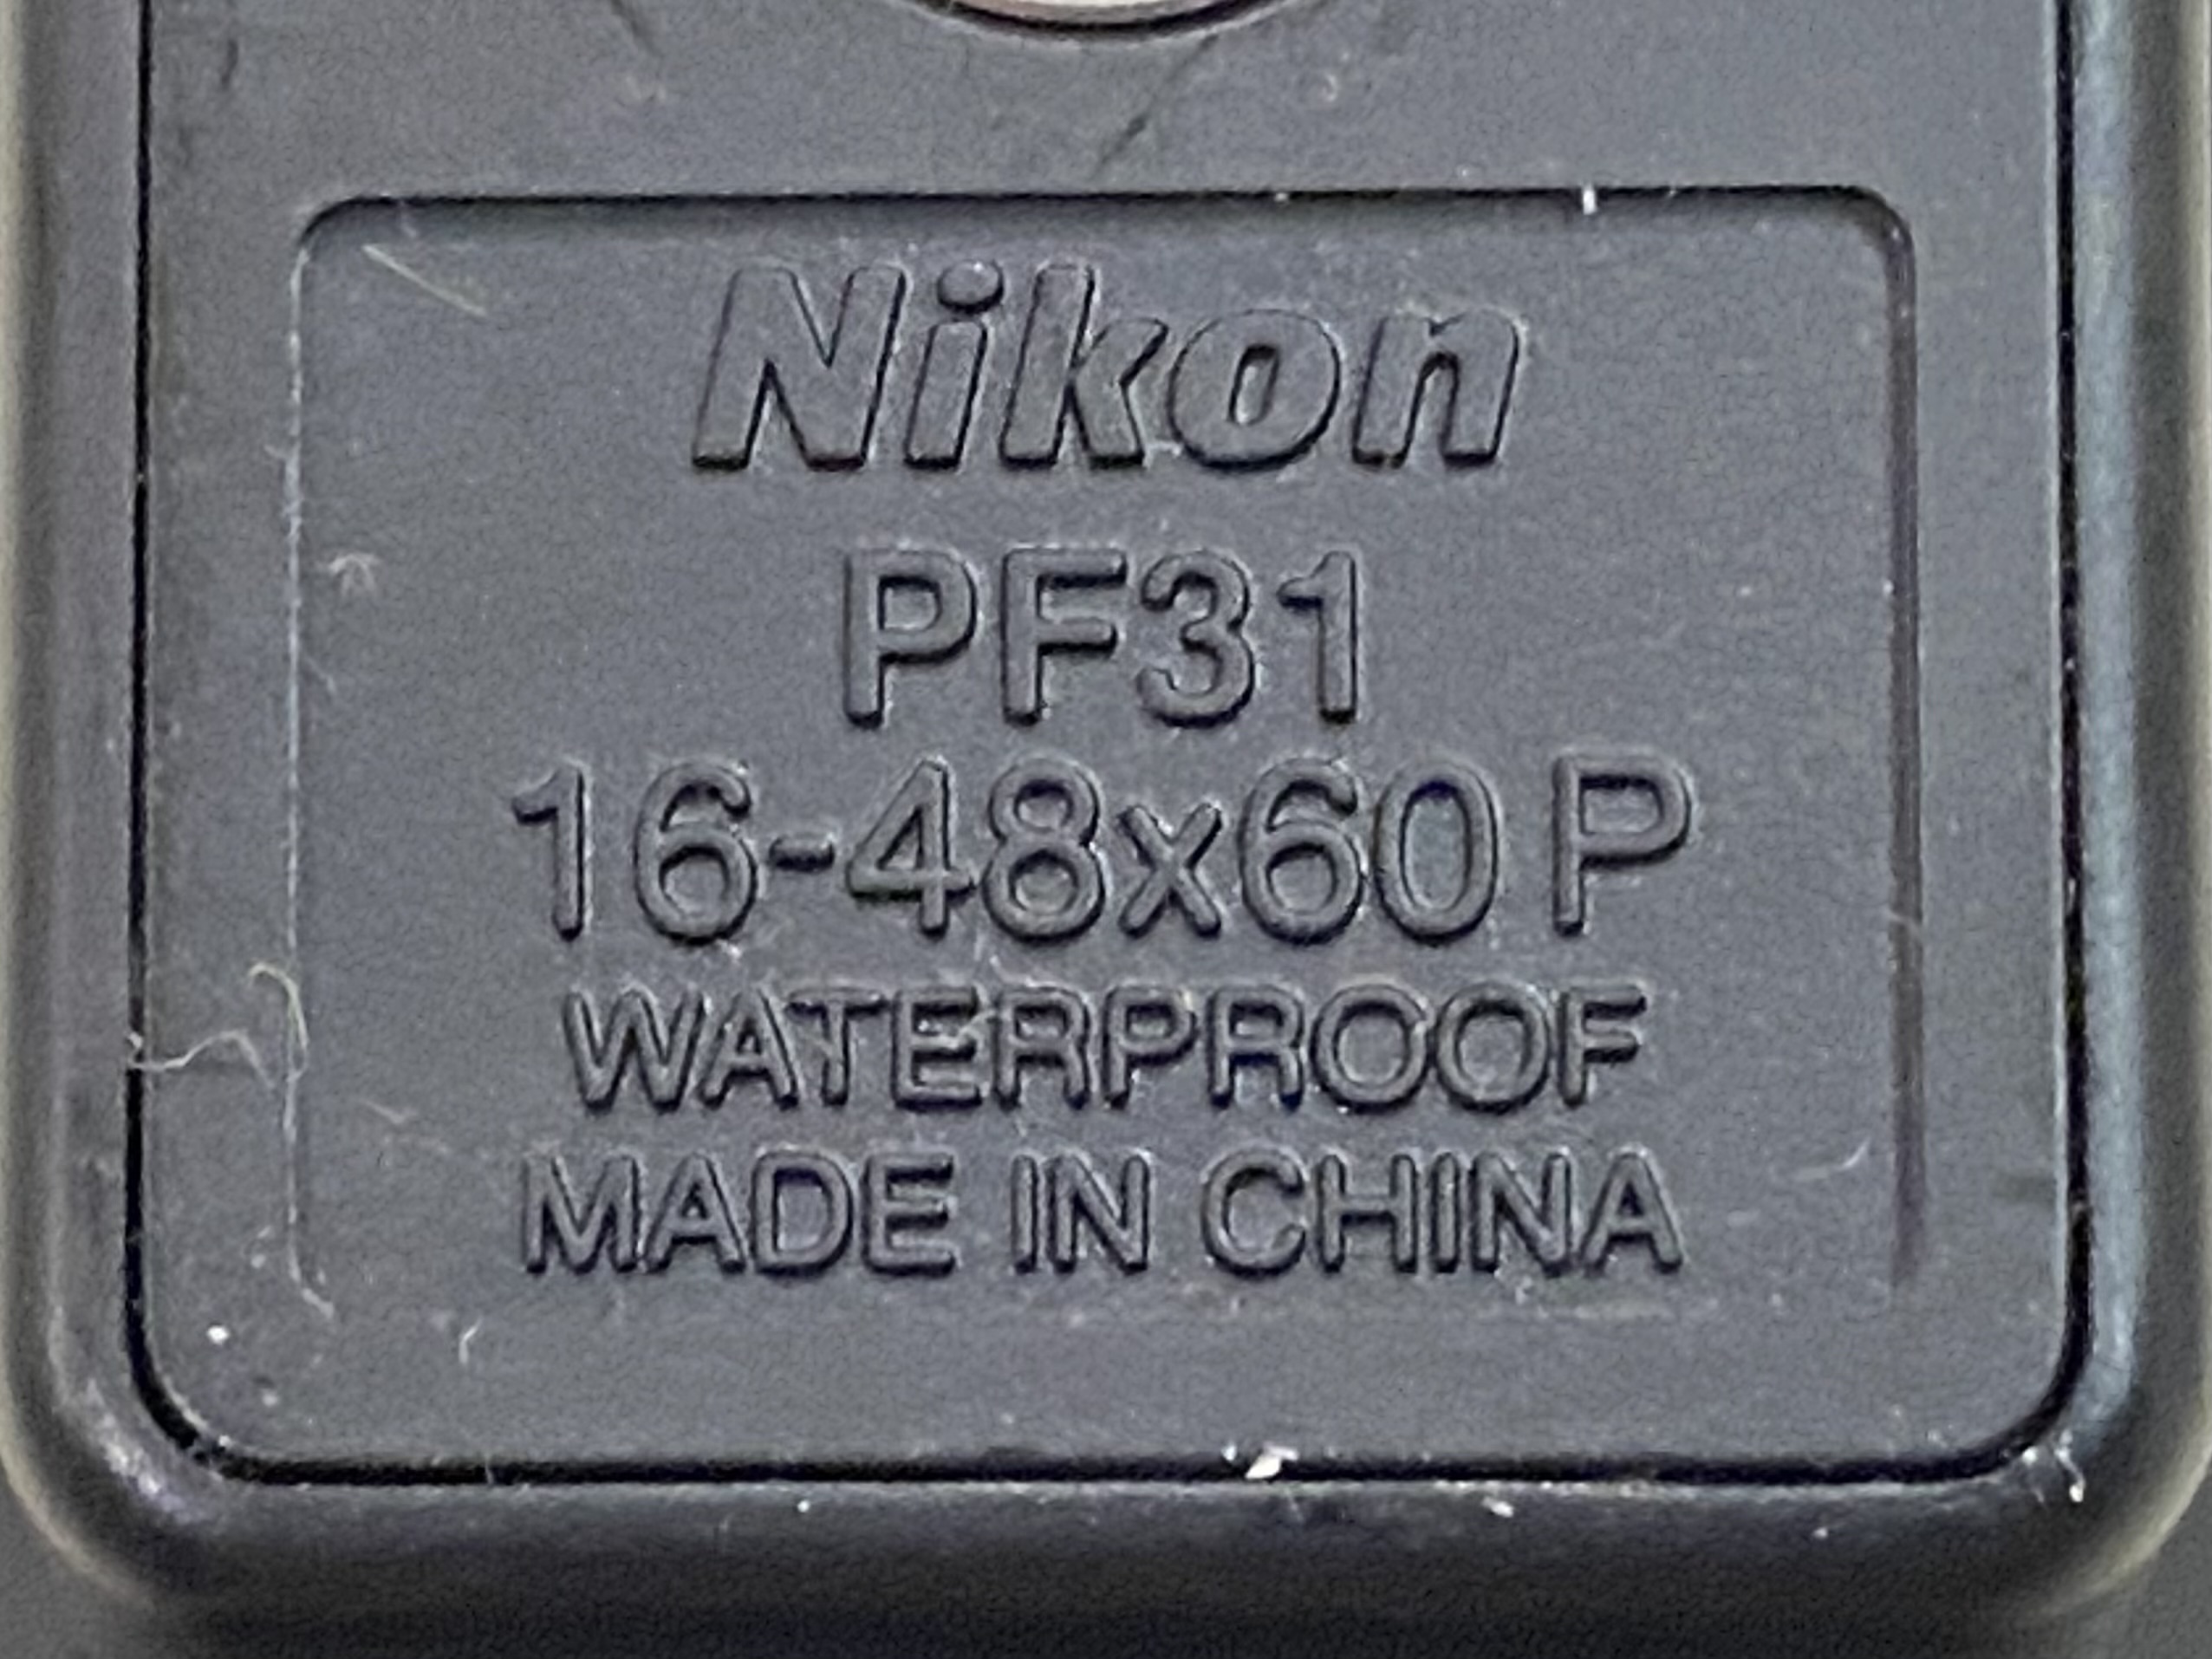 Nikon
PF31
16-48x60 P
WATERPROOF
MADE IN CHINA